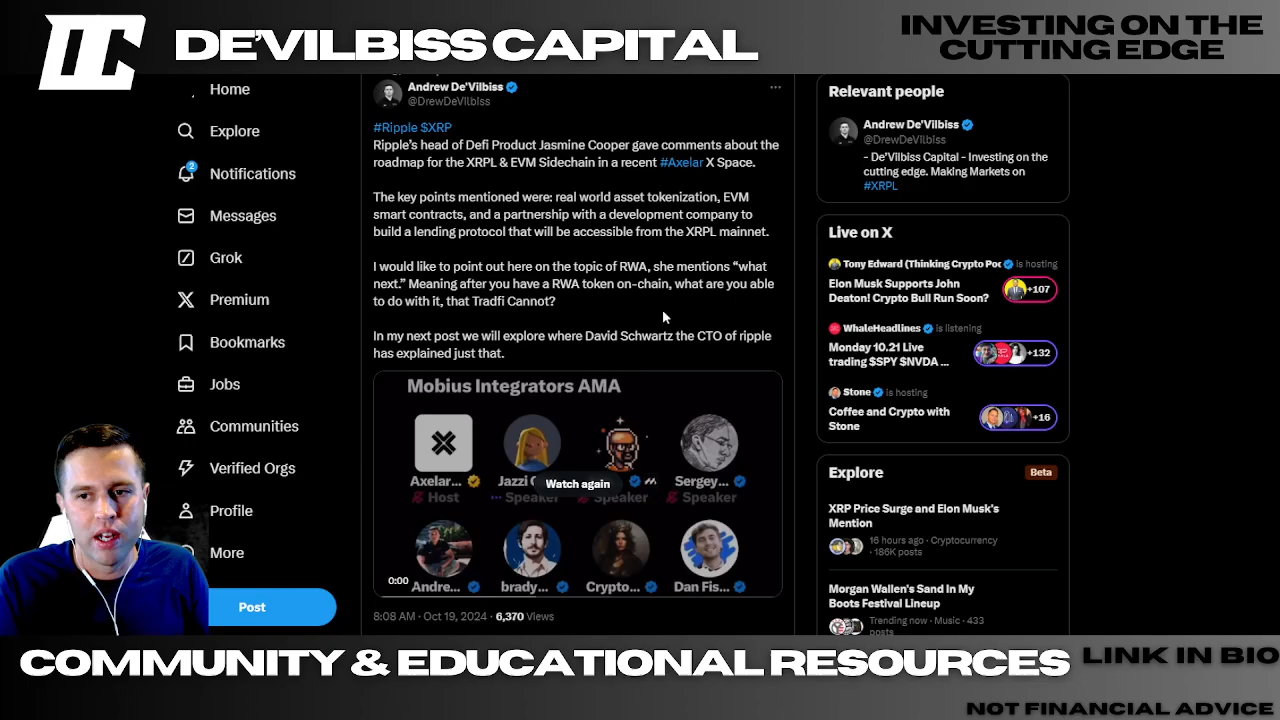 DE'VILBISS CAPITAL
INVESTING ON THE
CUTTING EDGE
Home
Explore
Notifications
2
Messages
Grok
Premium
Bookmarks
Jobs
Communities
Verified Orgs
Profile
More
Post
Andrew De'Vilbiss
@DrewDeVilbiss
#Ripple $XRP
Ripple's head of Defi Product Jasmine Cooper gave comments about the
roadmap for the XRPL & EVM Sidechain in a recent #Axelar X Space.
The key points mentioned were: real world asset tokenization, EVM
smart contracts, and a partnership with a development company to
build a lending protocol that will be accessible from the XRPL mainnet.
I would like to point out here on the topic of RWA, she mentions “what
next.” Meaning after you have a RWA token on-chain, what are you able
to do with it, that Tradfi Cannot?
In my next post we will explore where David Schwartz the CTO of ripple
has explained just that.
Mobius Integrators AMA
Axelar...
Host
Jazzi
Speaker
Watch again
Speaker
Sergey...
Speaker
Andre...
brady...
Crypto...
Dan Fis...
0:00
8:08 AM · Oct 19, 2024 · 6,370 Views
Relevant people
Andrew De'Vilbiss
@DrewDeVilbiss
- De'Vilbiss Capital - Investing on the
cutting edge. Making Markets on
#XRPL
Live on X
Tony Edward (Thinking Crypto Poc is hosting
Elon Musk Supports John
Deaton! Crypto Bull Run Soon?
+107
WhaleHeadlines is listening
Monday 10.21 Live
trading $SPY $NVDA ...
+132
Stone is hosting
Coffee and Crypto with
Stone
+16
Explore
Beta
XRP Price Surge and Elon Musk's
Mention
16 hours ago · Cryptocurrency
· 186K posts
Morgan Wallen's Sand In My
Boots Festival Lineup
Trending now · Music · 433
posts
COMMUNITY & EDUCATIONAL RESOURCES
LINK IN BIO
NOT FINANCIAL ADVICE